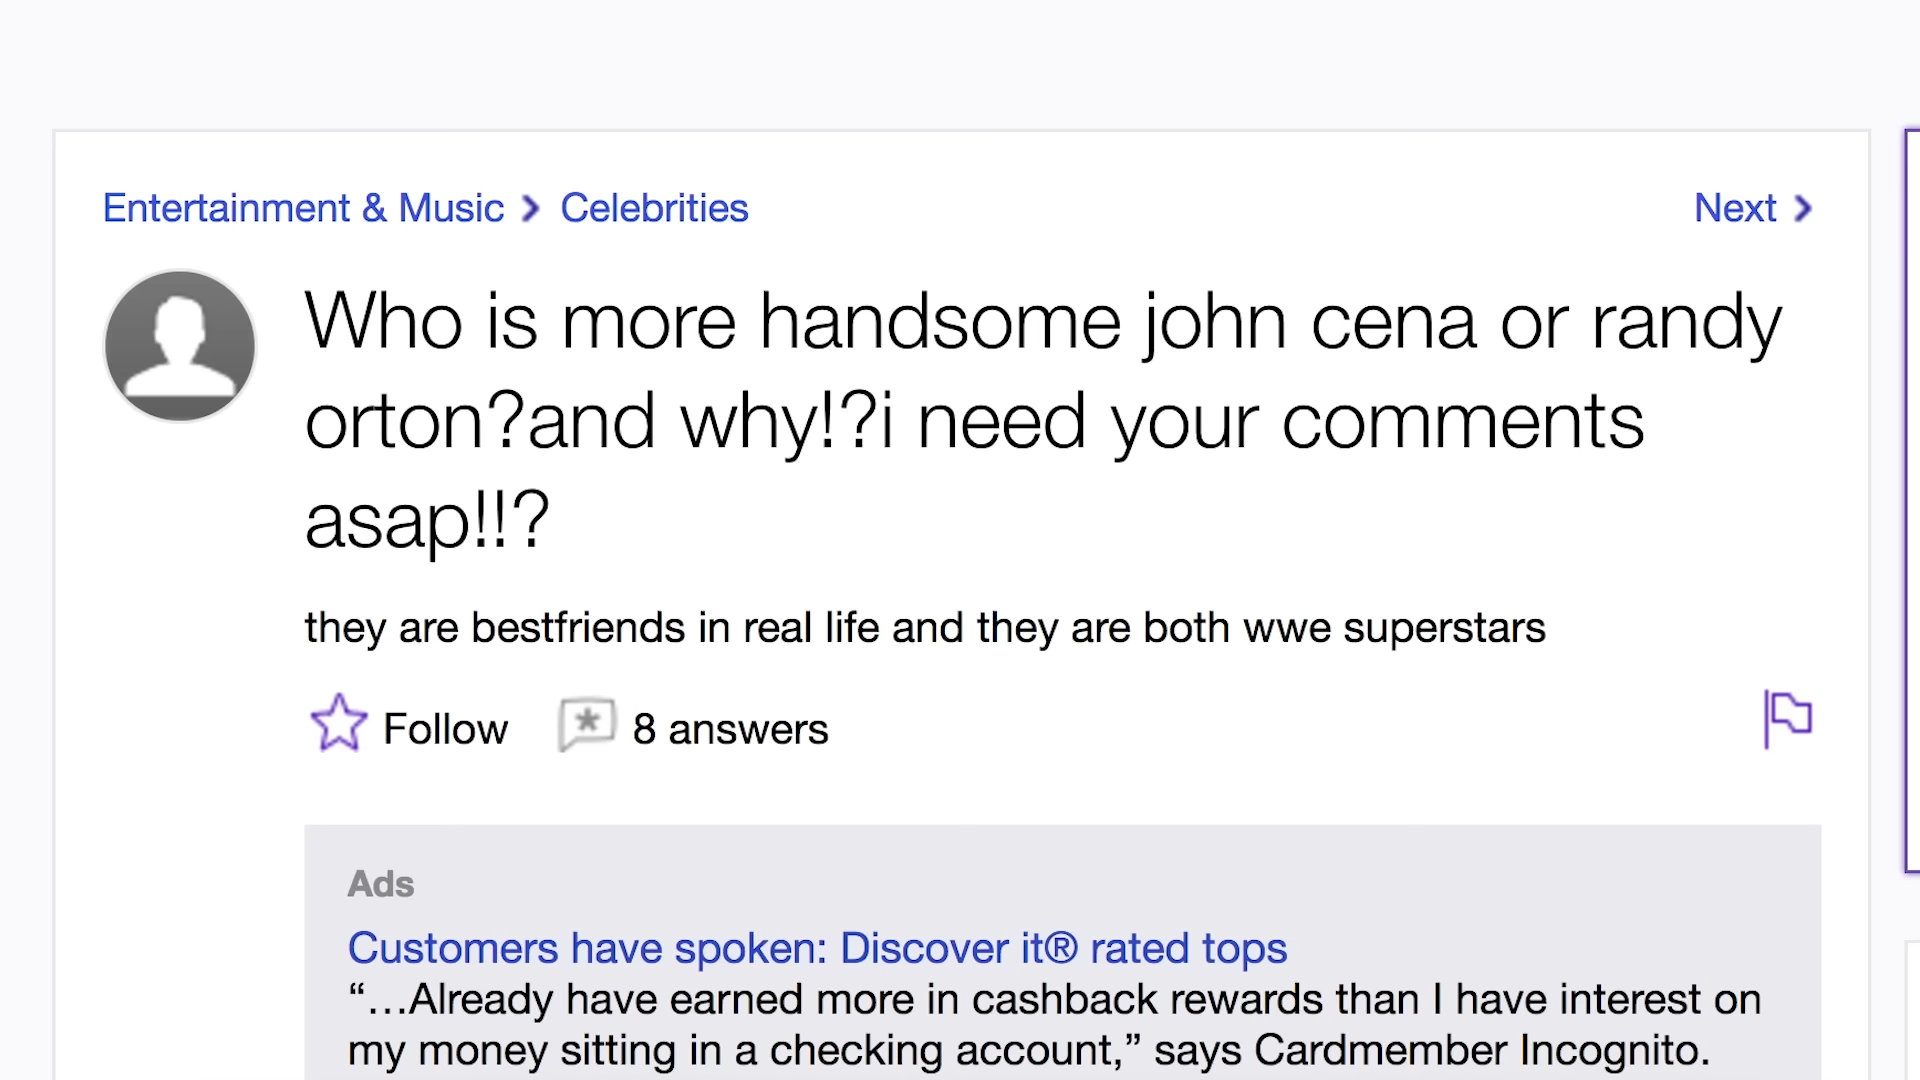 Entertainment & Music > Celebrities
Next >
Who is more handsome john cena or randy
orton?and why!?i need your comments
asap!!?
they are bestfriends in real life and they are both wwe superstars
Follow 8 answers
Ads
Customers have spoken: Discover it® rated tops
“…Already have earned more in cashback rewards than I have interest on
my money sitting in a checking account,” says Cardmember Incognito.